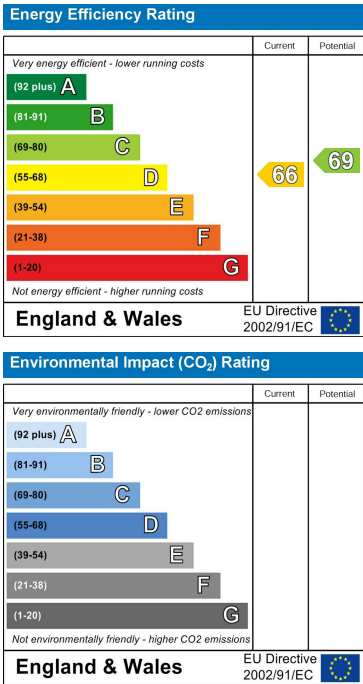 Energy Efficiency Rating
Current Potential
Very energy efficient - lower running costs
(92 plus) A
(81-91) B
(69-80) C
(55-68) D
(39-54) E
(21-38) F
(1-20) G
66
69
Not energy efficient - higher running costs
England & Wales
EU Directive
2002/91/EC
Environmental Impact (CO₂) Rating
Current Potential
Very environmentally friendly - lower CO2 emissions
(92 plus) A
(81-91) B
(69-80) C
(55-68) D
(39-54) E
(21-38) F
(1-20) G
Not environmentally friendly - higher CO2 emissions
England & Wales
EU Directive
2002/91/EC